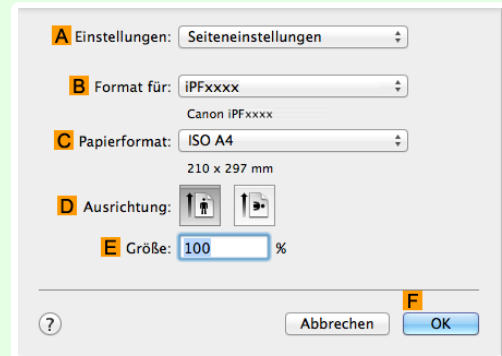 A Einstellungen: Seiteneinstellungen
B Format für: iPFxxxx
Canon iPFxxxx
C Papierformat: ISO A4
210 x 297 mm
D Ausrichtung:
E Größe: 100 %
F
? Abbrechen OK